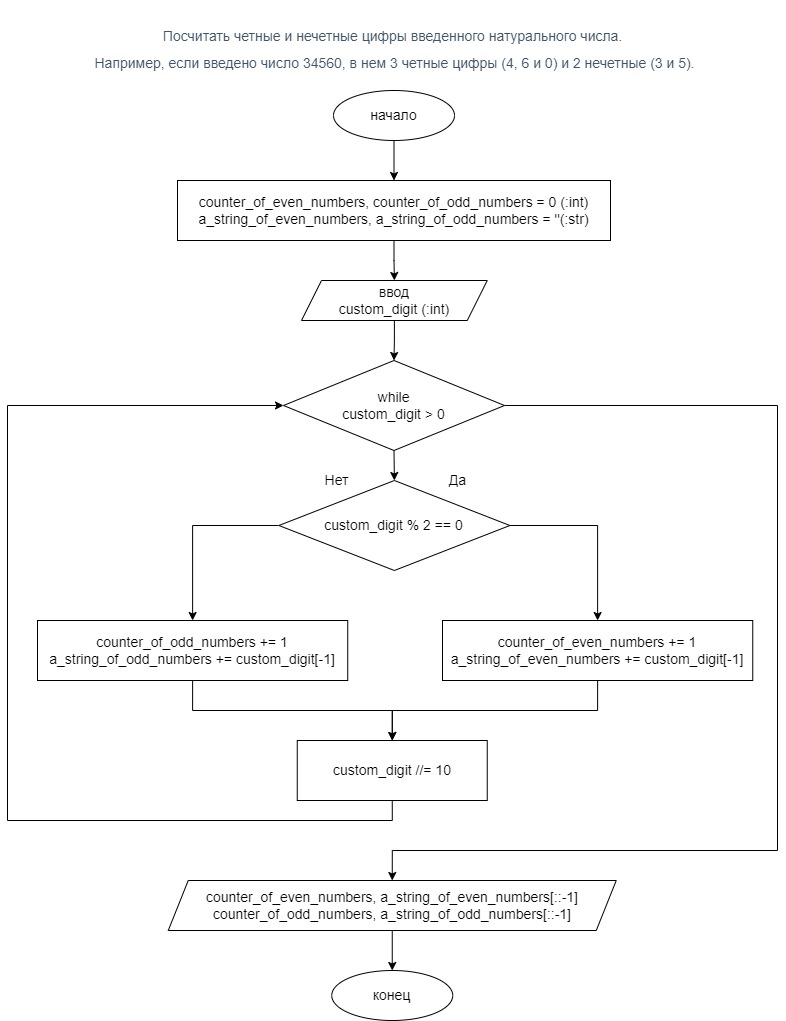 Посчитать четные и нечетные цифры введенного натурального числа.
Например, если введено число 34560, в нем 3 четные цифры (4, 6 и 0) и 2 нечетные (3 и 5).
начало
counter_of_even_numbers, counter_of_odd_numbers = 0 (:int)
a_string_of_even_numbers, a_string_of_odd_numbers = "(:str)
ввод
custom_digit (:int)
while
custom_digit > 0
Нет
Да
custom_digit % 2 == 0
counter_of_odd_numbers += 1
a_string_of_odd_numbers += custom_digit[-1]
counter_of_even_numbers += 1
a_string_of_even_numbers += custom_digit[-1]
custom_digit //= 10
counter_of_even_numbers, a_string_of_even_numbers[::-1]
counter_of_odd_numbers, a_string_of_odd_numbers[::-1]
конец